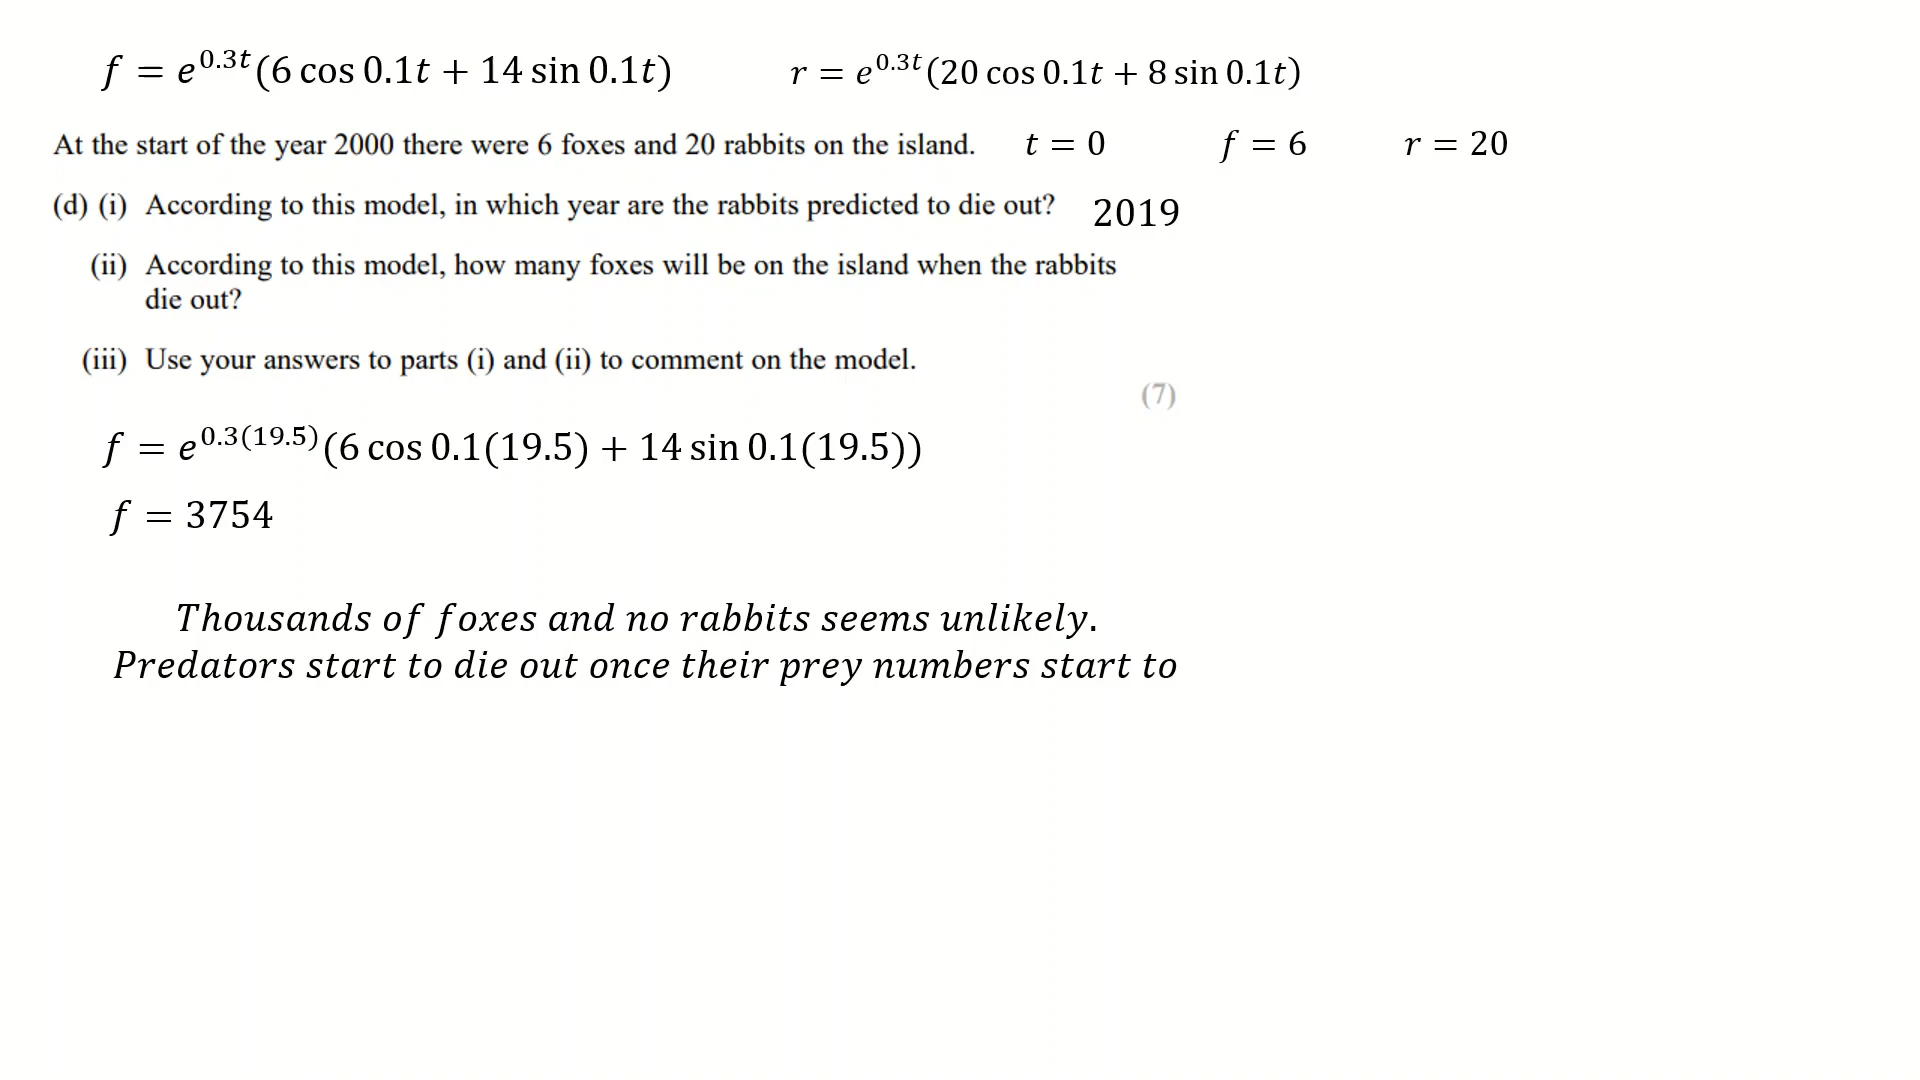 f = e^{0.3t}(6 cos 0.1t + 14 sin 0.1t) r = e^{0.3t}(20 cos 0.1t + 8 sin 0.1t)
At the start of the year 2000 there were 6 foxes and 20 rabbits on the island. t = 0 f = 6 r = 20
(d) (i) According to this model, in which year are the rabbits predicted to die out? 2019
(ii) According to this model, how many foxes will be on the island when the rabbits
die out?
(iii) Use your answers to parts (i) and (ii) to comment on the model.
(7)
f = e^{0.3(19.5)}(6 cos 0.1(19.5) + 14 sin 0.1(19.5))
f = 3754
Thousands of foxes and no rabbits seems unlikely.
Predators start to die out once their prey numbers start to